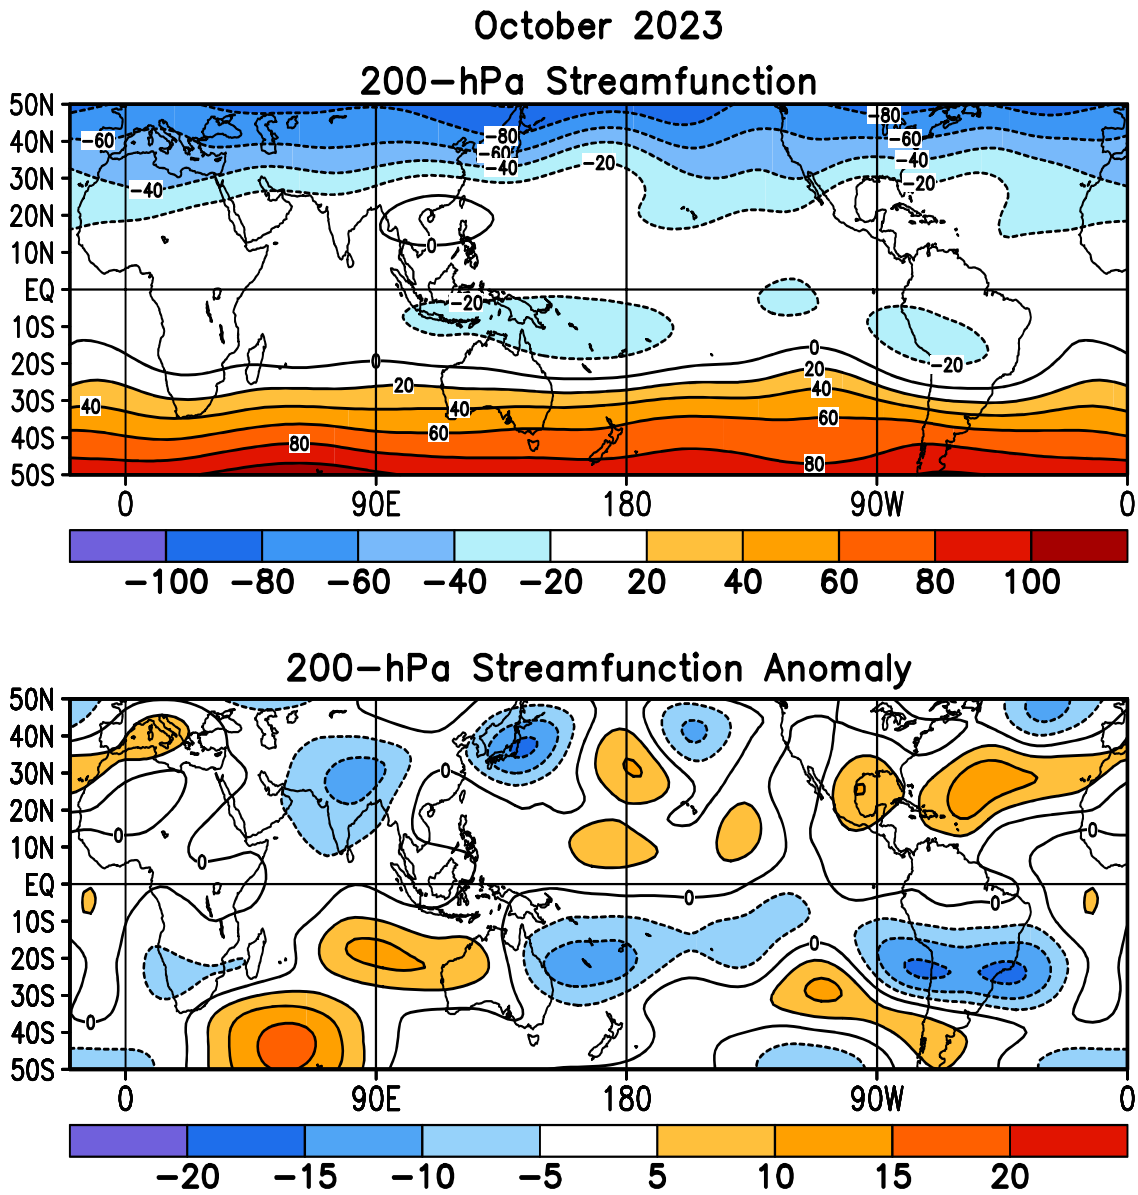 October 2023
200-hPa Streamfunction
50N
40N
30N
20N
10N
EQ
10S
20S
30S
40S
50S
-60
-80
-80
-60
-60
-40
-40
-20
-40
-20
0
-20
0
0
20
20
-20
40
40
40
60
60
80
80
0 90E 180 90W 0
-100 -80 -60 -40 -20 20 40 60 80 100
200-hPa Streamfunction Anomaly
50N
40N
30N
20N
10N
EQ
10S
20S
30S
40S
50S
0
0
0
0
0
0
0
0
0 90E 180 90W 0
-20 -15 -10 -5 5 10 15 20